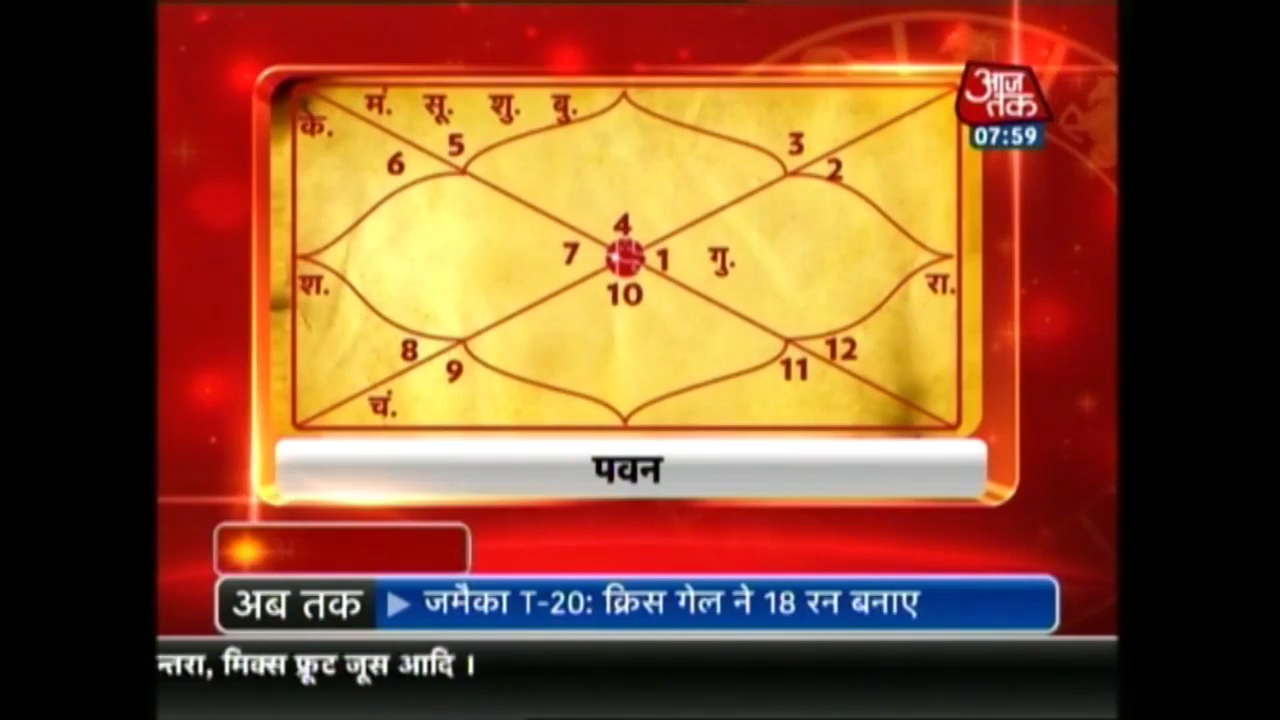 के. मं. सू. शु. बु.
आज
तक
07:59
5
3
6
2
4
7
1
गु.
10
श.
रा.
8
12
9
11
चं.
पवन
अब तक
जमैका T-20: क्रिस गेल ने 18 रन बनाए
न्तरा, मिक्स फ्रूट जूस आदि ।